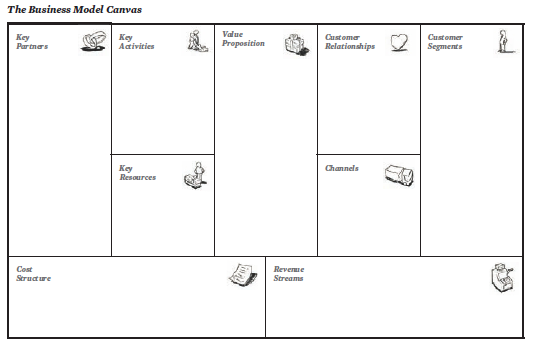 The Business Model Canvas
Key
Partners
Key
Activities
Value
Proposition
Customer
Relationships
Customer
Segments
Key
Resources
Channels
Cost
Structure
Revenue
Streams